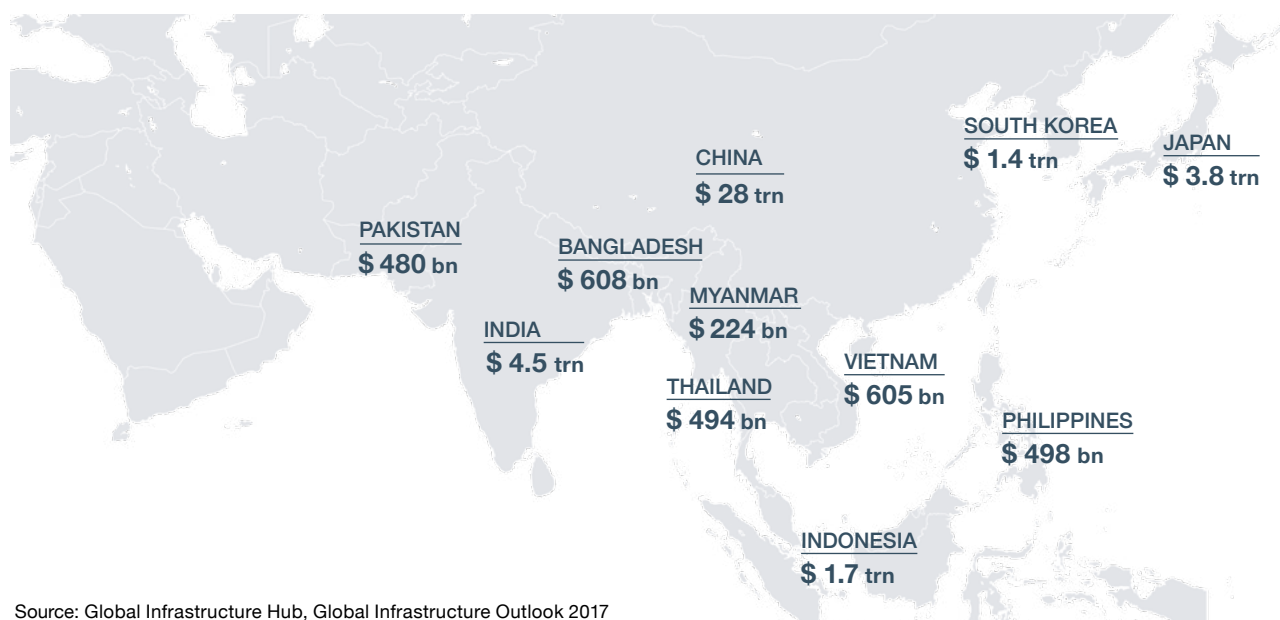 SOUTH KOREA
$ 1.4 trn
JAPAN
$ 3.8 trn
CHINA
$ 28 trn
PAKISTAN
$ 480 bn
BANGLADESH
$ 608 bn
MYANMAR
$ 224 bn
INDIA
$ 4.5 trn
VIETNAM
$ 605 bn
THAILAND
$ 494 bn
PHILIPPINES
$ 498 bn
INDONESIA
$ 1.7 trn
Source: Global Infrastructure Hub, Global Infrastructure Outlook 2017